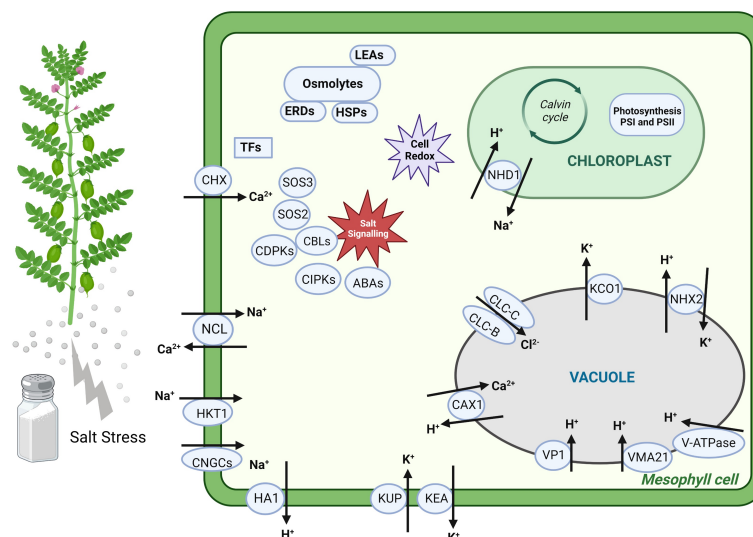 LEAs
Osmolytes
ERDs
HSPs
TFs
Cell
Redox
Calvin
cycle
Photosynthesis
PSI and PSII
CHLOROPLAST
H⁺
NHD1
Na⁺
CHX
Ca²⁺
SOS3
SOS2
CBLs
CDPKs
CIPKs
ABAs
Salt
Signalling
Na⁺
NCL
Ca²⁺
Na⁺
HKT1
CNGCs
Na⁺
Salt Stress
K⁺
KCO1
H⁺
NHX2
K⁺
CLC-C
CLC-B
Cl²⁻
VACUOLE
Ca²⁺
CAX1
H⁺
VP1
H⁺
H⁺
VMA21
H⁺
V-ATPase
Mesophyll cell
HA1
H⁺
K⁺
KUP
KEA
K⁺